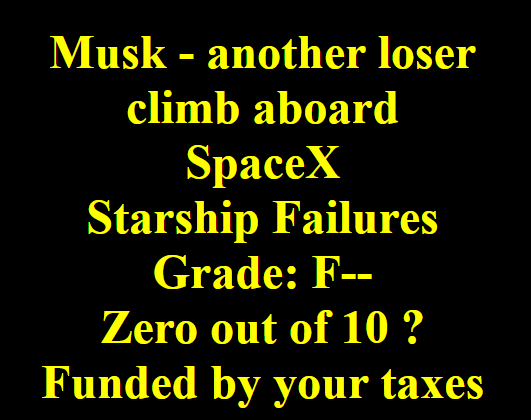 Musk - another loser
climb aboard
SpaceX
Starship Failures
Grade: F--
Zero out of 10 ?
Funded by your taxes